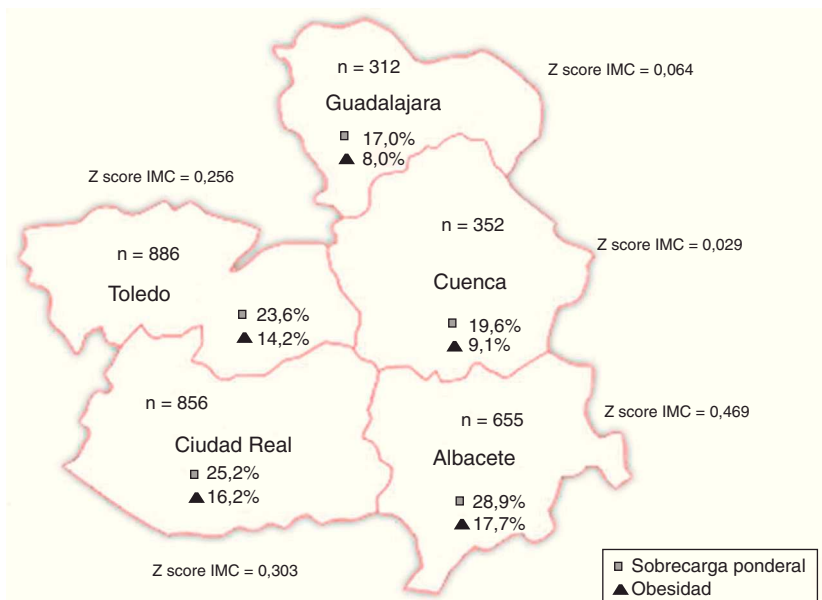 n = 312
Guadalajara
17,0%
8,0%
Z score IMC = 0,064
Z score IMC = 0,256
n = 886
Toledo
23,6%
14,2%
n = 352
Cuenca
19,6%
9,1%
Z score IMC = 0,029
n = 856
Ciudad Real
25,2%
16,2%
Z score IMC = 0,303
n = 655
Albacete
28,9%
17,7%
Z score IMC = 0,469
Sobrecarga ponderal
Obesidad